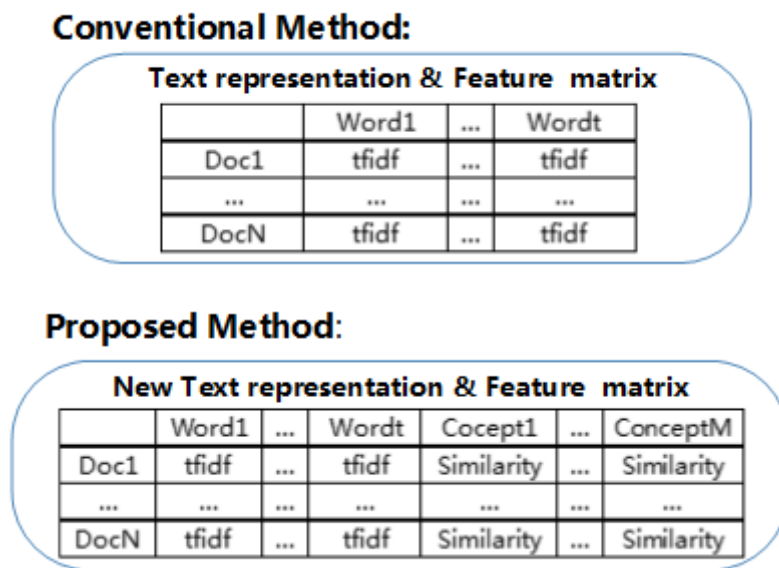 Conventional Method:
Text representation & Feature matrix
Word1 ... Wordt
Doc1 tfidf ... tfidf
... ... ... ...
DocN tfidf ... tfidf
Proposed Method:
New Text representation & Feature matrix
Word1 ... Wordt Cocept1 ... ConceptM
Doc1 tfidf ... tfidf Similarity ... Similarity
... ... ... ... ... ... ...
DocN tfidf ... tfidf Similarity ... Similarity